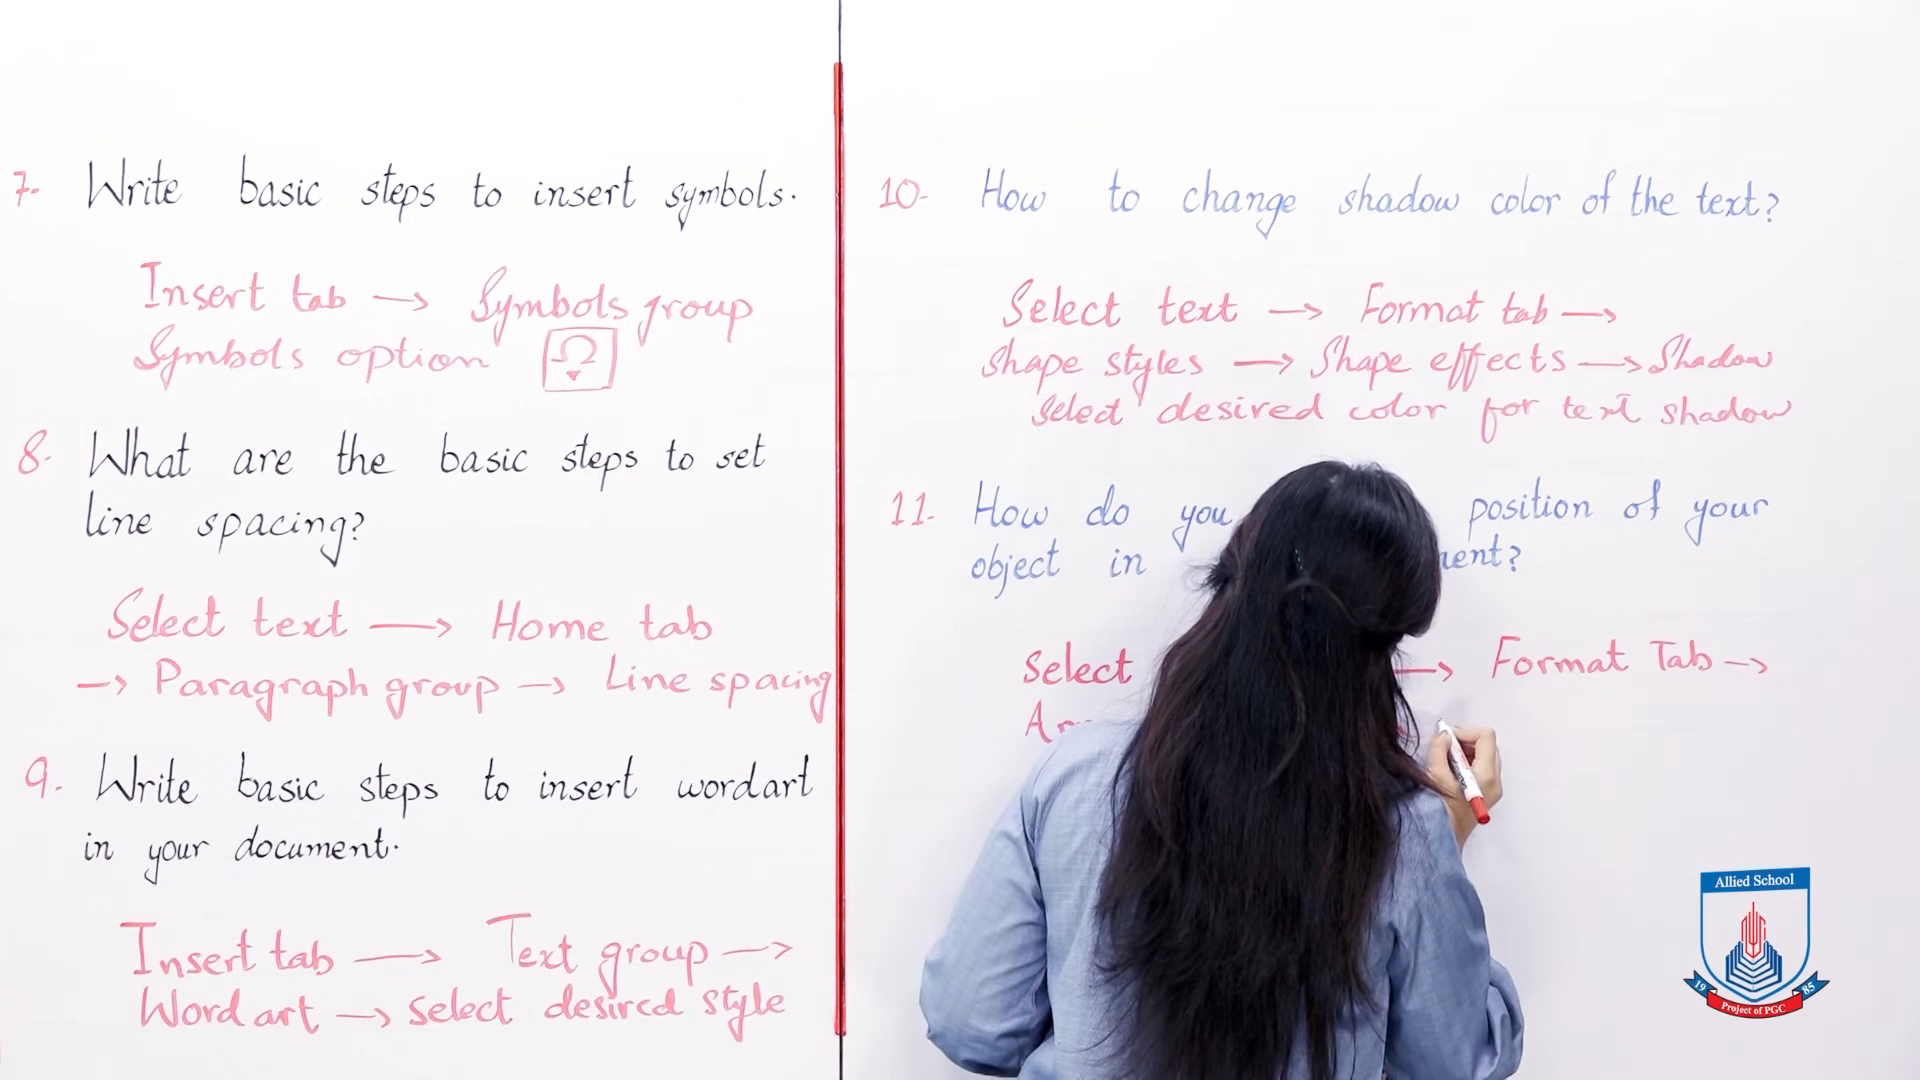 7- Write basic steps to insert symbols.
Insert tab → Symbols group
Symbols option Ω
8- What are the basic steps to set
line spacing?
Select text → Home tab
→ Paragraph group → Line spacing
9. Write basic steps to insert wordart
in your document.
Insert tab → Text group →
Word art → select desired style
10- How to change shadow color of the text?
Select text → Format tab →
Shape styles → Shape effects → Shadow
Select desired color for text shadow
11- How do you position of your
object in
Select → Format Tab →
Allied School
19 85
Project of PGC